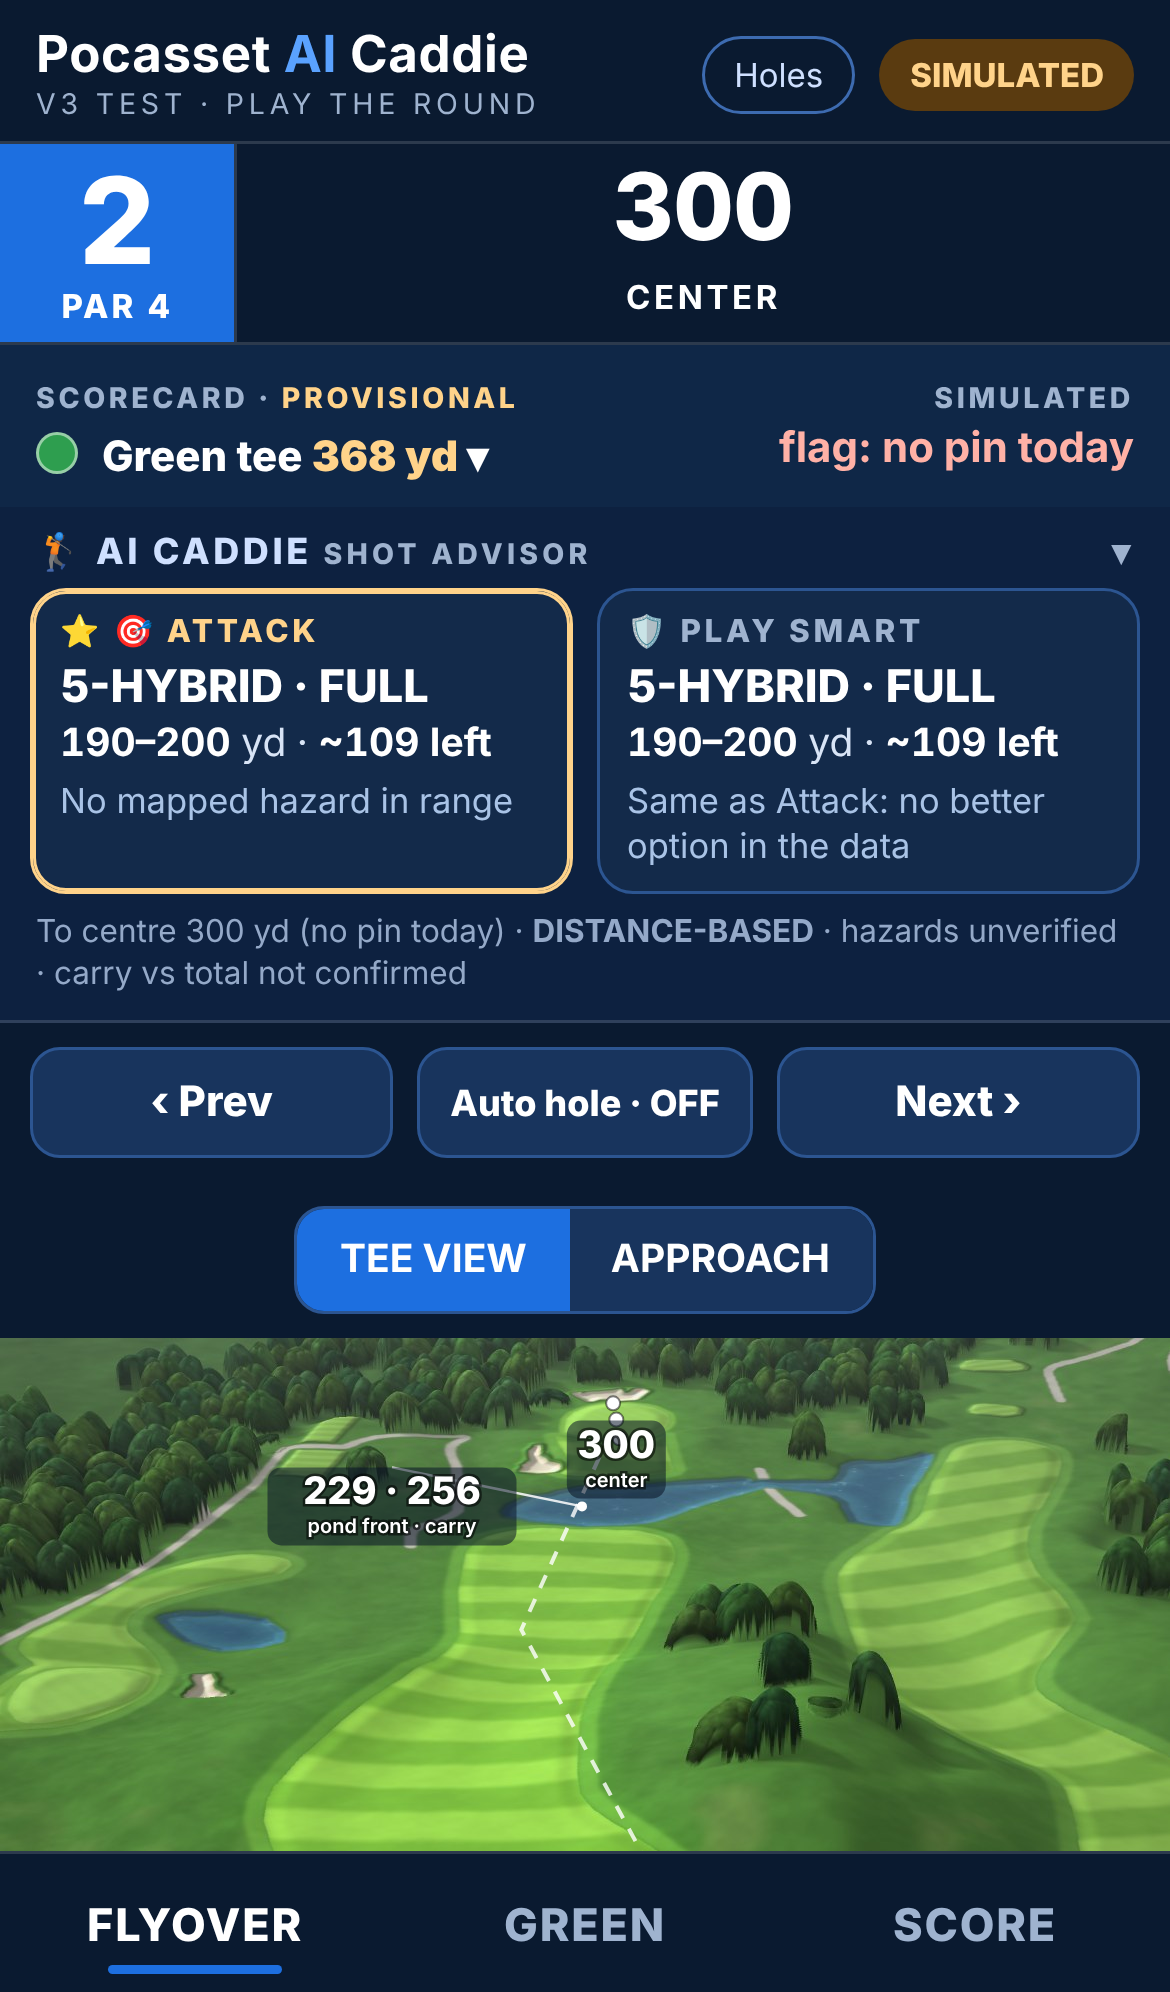 Pocasset AI Caddie
V3 TEST · PLAY THE ROUND
Holes
SIMULATED
2
PAR 4
300
CENTER
SCORECARD · PROVISIONAL
Green tee 368 yd ▾
SIMULATED
flag: no pin today
AI CADDIE SHOT ADVISOR
▾
ATTACK
5-HYBRID · FULL
190–200 yd · ~109 left
No mapped hazard in range
PLAY SMART
5-HYBRID · FULL
190–200 yd · ~109 left
Same as Attack: no better
option in the data
To centre 300 yd (no pin today) · DISTANCE-BASED · hazards unverified
· carry vs total not confirmed
‹ Prev
Auto hole · OFF
Next ›
TEE VIEW
APPROACH
300
center
229 · 256
pond front · carry
FLYOVER
GREEN
SCORE